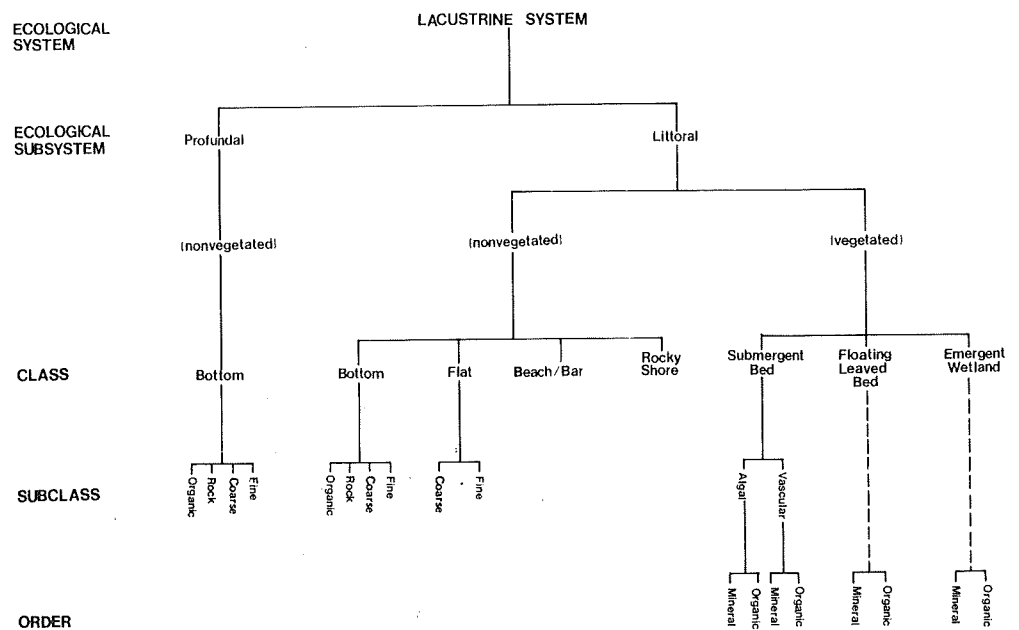 LACUSTRINE SYSTEM
ECOLOGICAL
SYSTEM
ECOLOGICAL
SUBSYSTEM
Profundal
Littoral
(nonvegetated)
(nonvegetated)
(vegetated)
CLASS
Bottom
Bottom
Flat
Beach/Bar
Rocky
Shore
Submergent
Bed
Floating
Leaved
Bed
Emergent
Wetland
SUBCLASS
Organic
Rock
Coarse
Fine
Organic
Rock
Coarse
Fine
Coarse
Fine
Algal
Vascular
ORDER
Mineral
Organic
Mineral
Organic
Mineral
Organic
Mineral
Organic